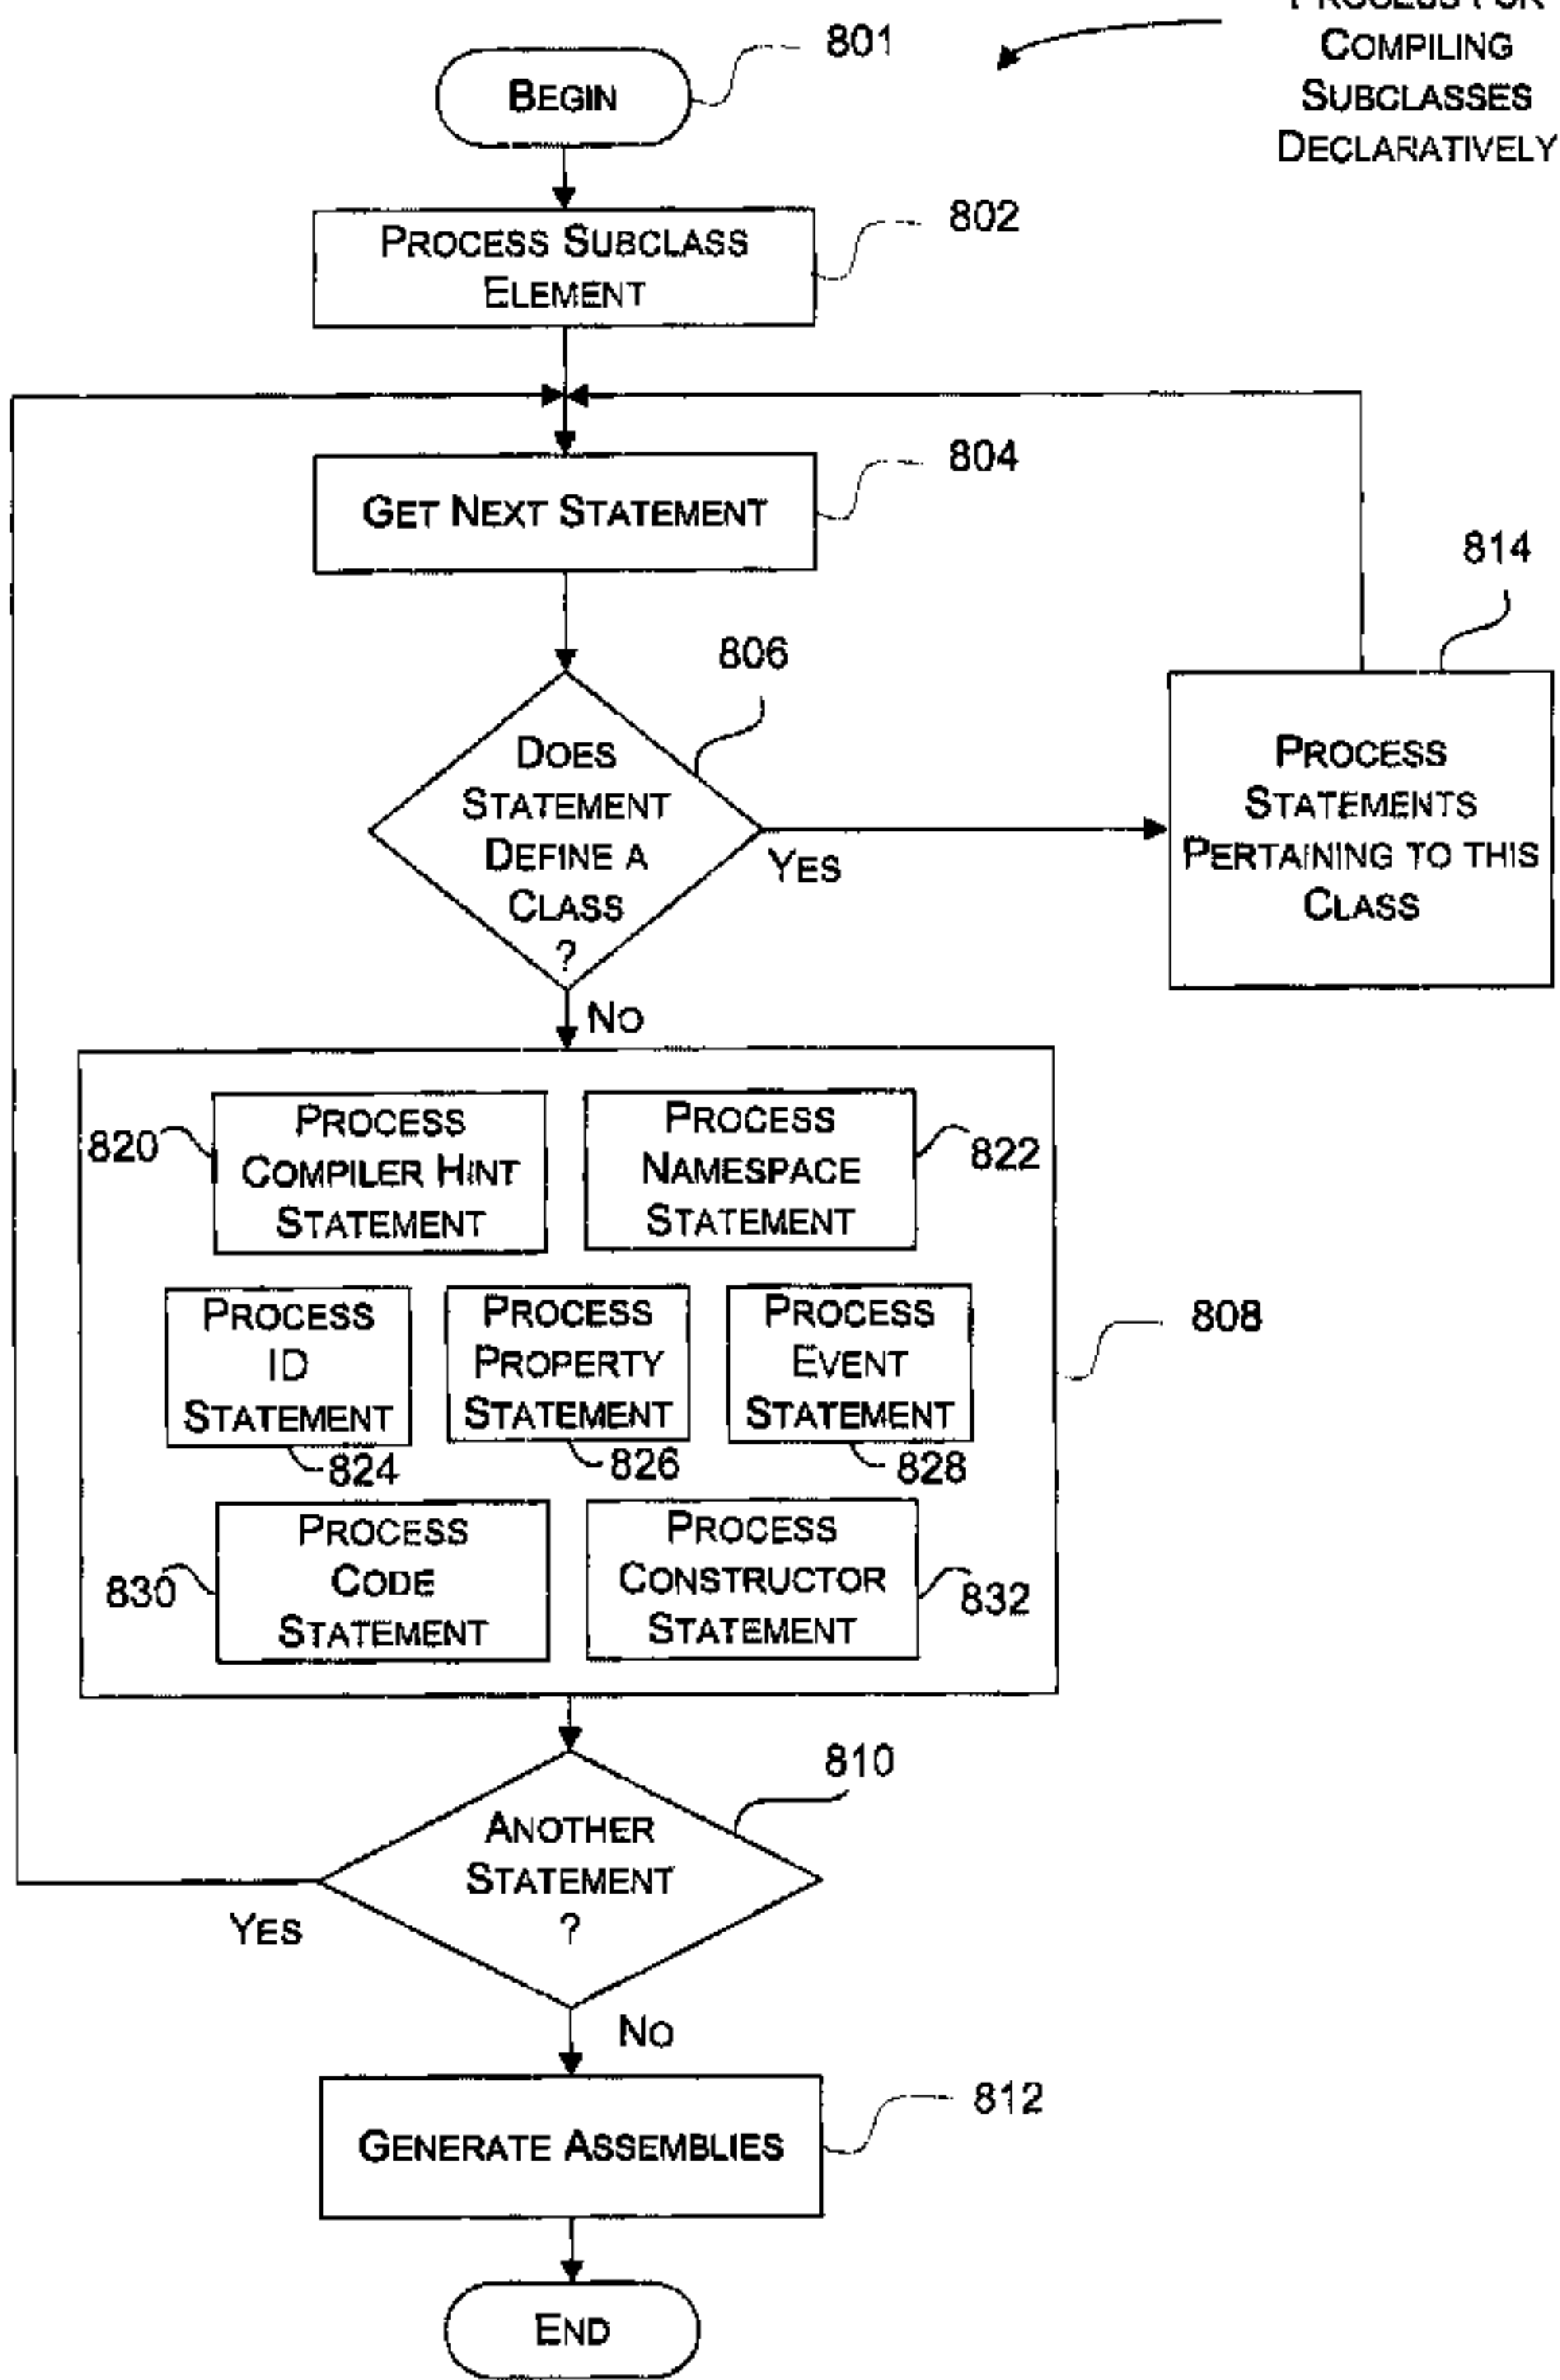 801
COMPILING
SUBCLASSES
DECLARATIVELY
BEGIN
802
PROCESS SUBCLASS
ELEMENT
804
GET NEXT STATEMENT
814
806
DOES
STATEMENT
DEFINE A
CLASS
?
YES
PROCESS
STATEMENTS
PERTAINING TO THIS
CLASS
NO
820
PROCESS
COMPILER HINT
STATEMENT
PROCESS
NAMESPACE
STATEMENT
822
PROCESS
ID
STATEMENT
824
PROCESS
PROPERTY
STATEMENT
826
PROCESS
EVENT
STATEMENT
828
808
830
PROCESS
CODE
STATEMENT
PROCESS
CONSTRUCTOR
STATEMENT
832
810
ANOTHER
STATEMENT
?
YES
NO
812
GENERATE ASSEMBLIES
END